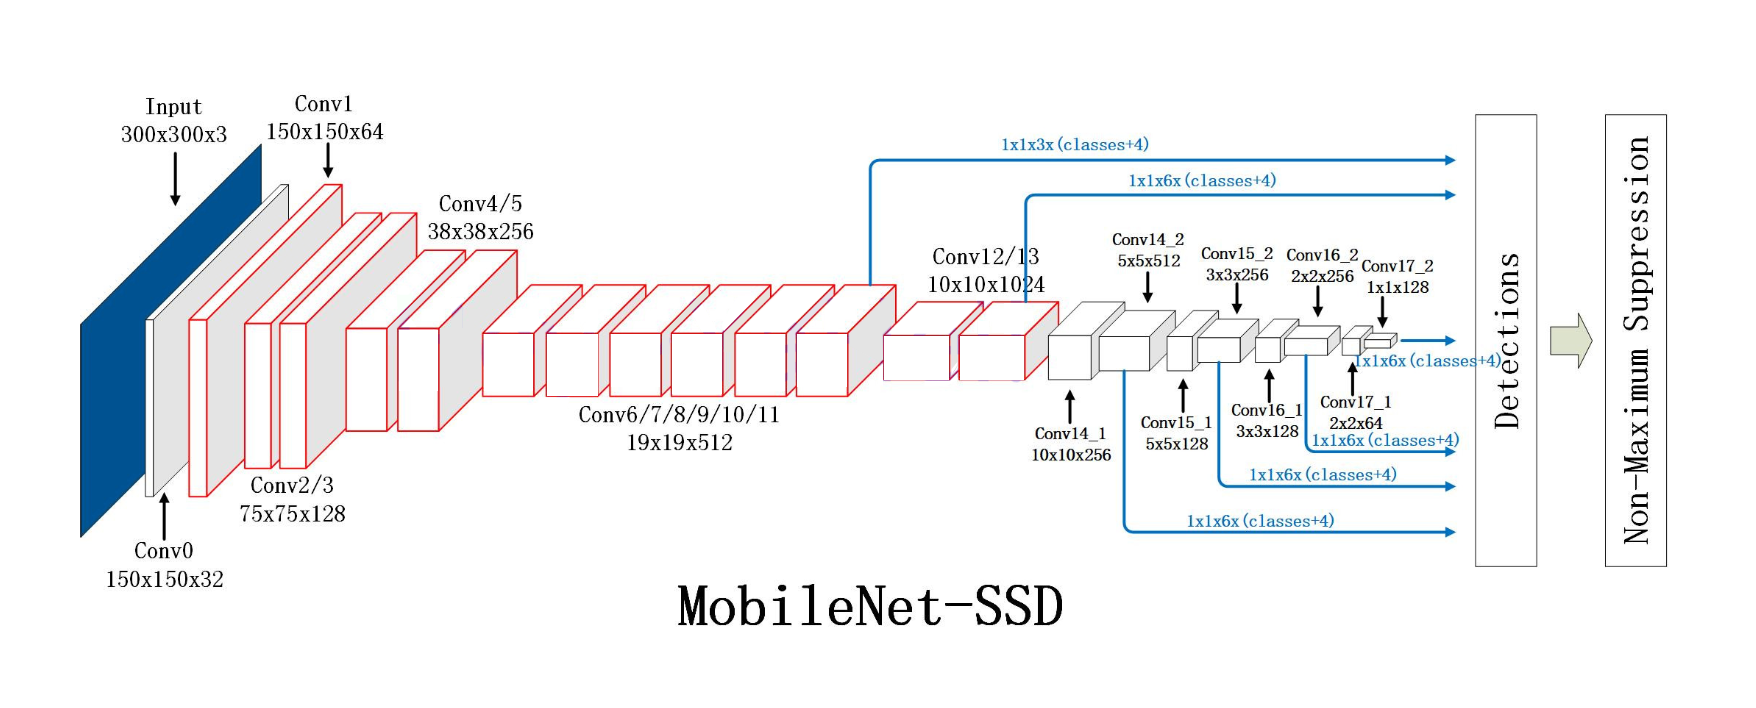 Input
300x300x3
Conv1
150x150x64
Conv4/5
38x38x256
Conv0
150x150x32
Conv2/3
75x75x128
Conv6/7/8/9/10/11
19x19x512
Conv12/13
10x10x1024
1x1x3x(classes+4)
1x1x6x(classes+4)
Conv14_2
5x5x512
Conv15_2
3x3x256
Conv16_2
2x2x256
Conv17_2
1x1x128
Conv14_1
10x10x256
Conv15_1
5x5x128
Conv16_1
3x3x128
Conv17_1
2x2x64
1x1x6x(classes+4)
1x1x6x(classes+4)
1x1x6x(classes+4)
1x1x6x(classes+4)
Detections
Non-Maximum Suppression
MobileNet-SSD